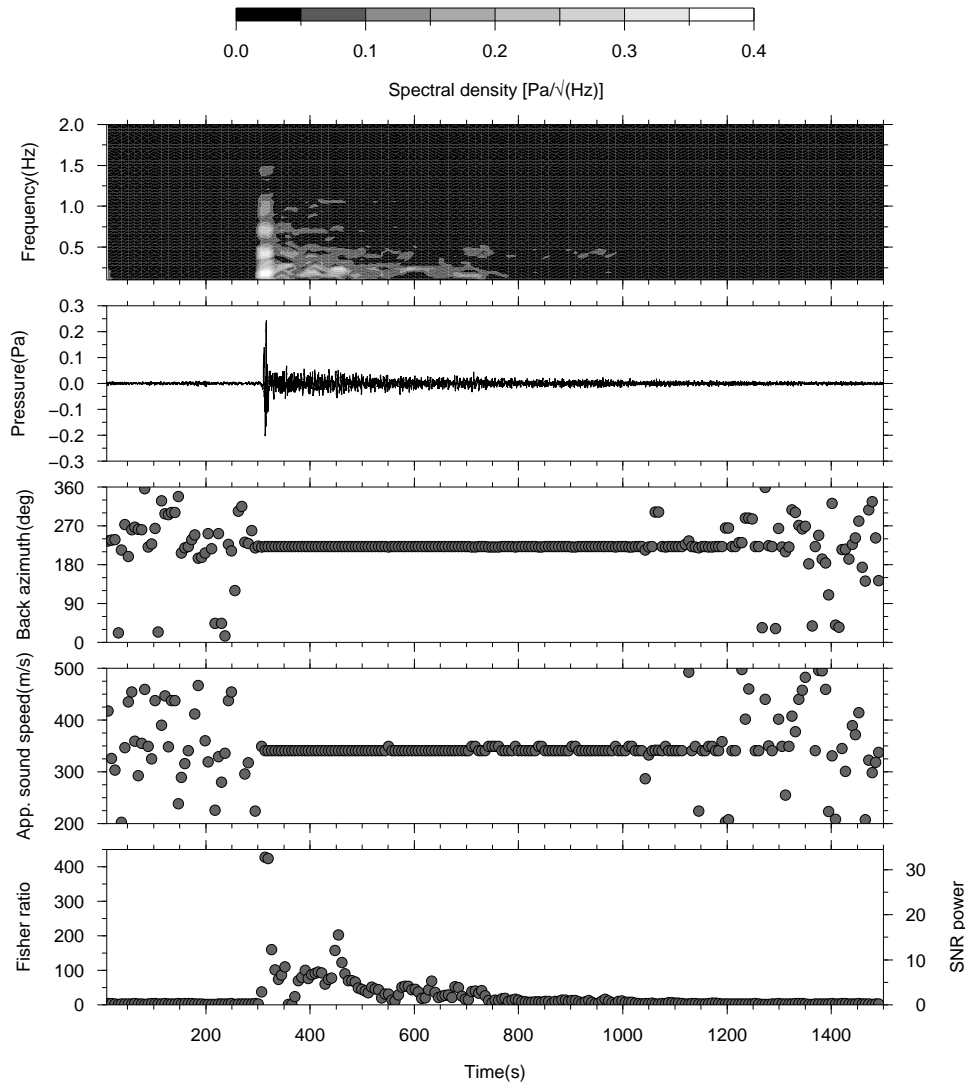 0.0 0.1 0.2 0.3 0.4
Spectral density [Pa/√(Hz)]
2.0
1.5
1.0
0.5
Frequency(Hz)
0.3
0.2
0.1
0.0
−0.1
−0.2
−0.3
Pressure(Pa)
360
270
180
90
0
Back azimuth(deg)
500
400
300
200
App. sound speed(m/s)
400
300
200
100
0
Fisher ratio
30
20
10
0
SNR power
200 400 600 800 1000 1200 1400
Time(s)